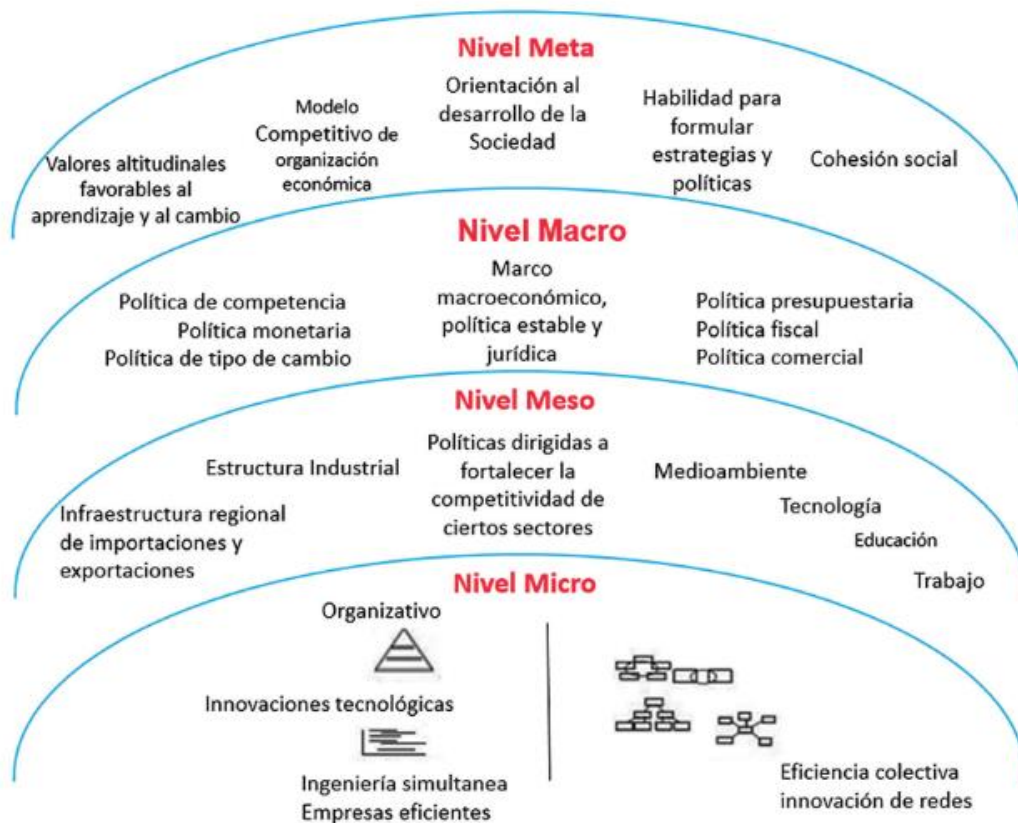 Nivel Meta
Valores altitudinales
favorables al
aprendizaje y al cambio
Modelo
Competitivo de
organización
económica
Orientación al
desarrollo de la
Sociedad
Habilidad para
formular
estrategias y
políticas
Cohesión social
Nivel Macro
Política de competencia
Política monetaria
Política de tipo de cambio
Marco
macroeconómico,
política estable y
jurídica
Política presupuestaria
Política fiscal
Política comercial
Nivel Meso
Infraestructura regional
de importaciones y
exportaciones
Estructura Industrial
Políticas dirigidas a
fortalecer la
competitividad de
ciertos sectores
Medioambiente
Tecnología
Educación
Trabajo
Nivel Micro
Organizativo
Innovaciones tecnológicas
Ingeniería simultanea
Empresas eficientes
Eficiencia colectiva
innovación de redes